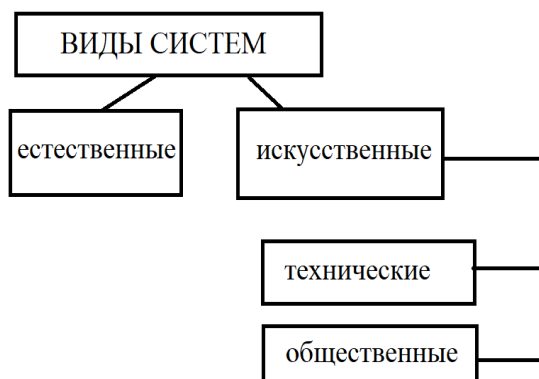 ВИДЫ СИСТЕМ
естественные
искусственные
технические
общественные